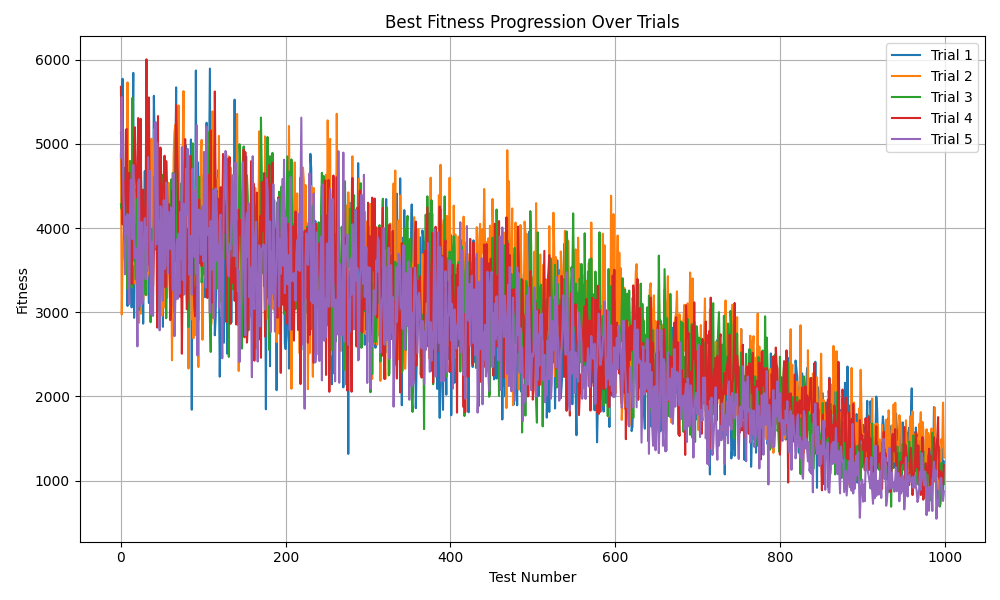 Best Fitness Progression Over Trials
Trial 1
Trial 2
Trial 3
Trial 4
Trial 5
Fitness
6000
5000
4000
3000
2000
1000
0
200
400
600
800
1000
Test Number